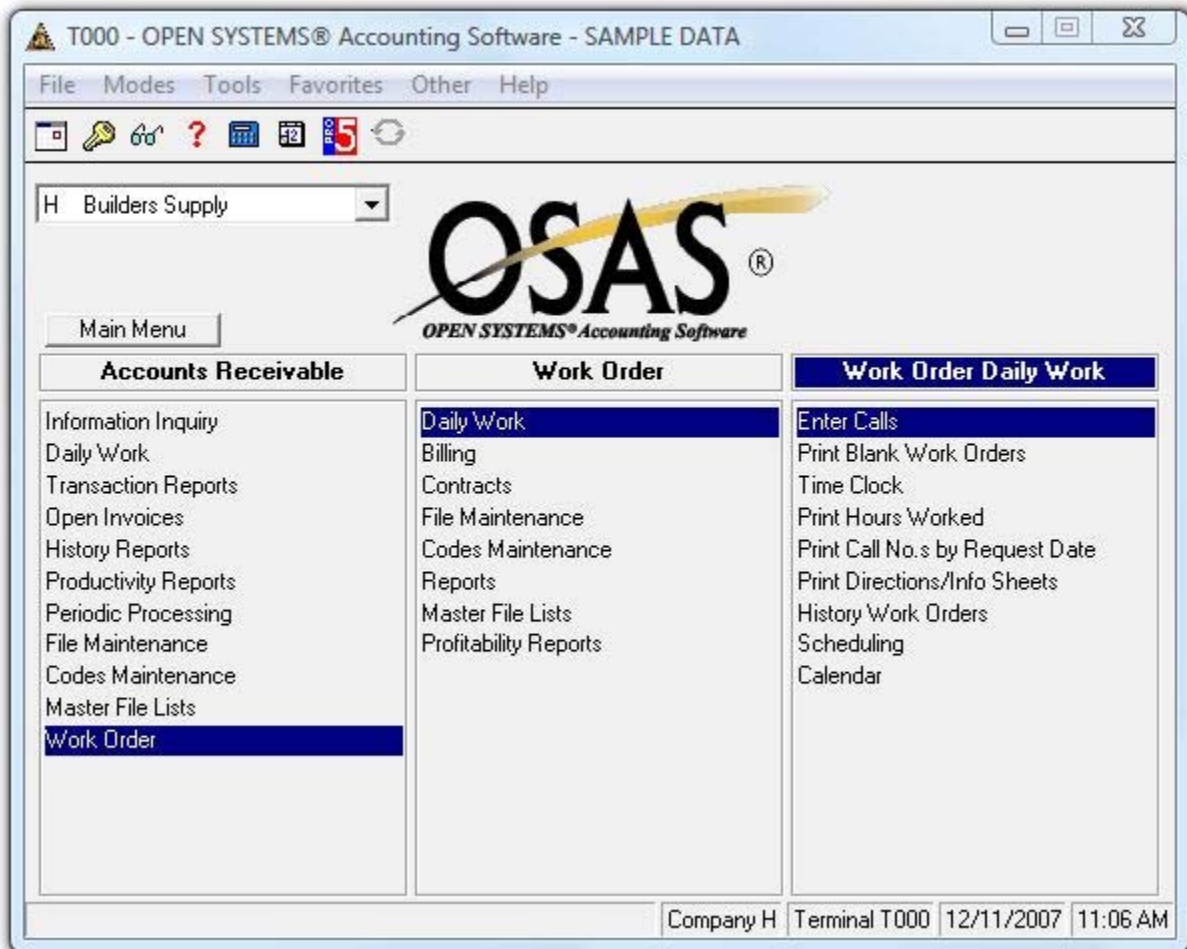 T000 - OPEN SYSTEMS® Accounting Software - SAMPLE DATA
File Modes Tools Favorites Other Help
H Builders Supply
OSAS®
OPEN SYSTEMS® Accounting Software
Main Menu
Accounts Receivable
Information Inquiry
Daily Work
Transaction Reports
Open Invoices
History Reports
Productivity Reports
Periodic Processing
File Maintenance
Codes Maintenance
Master File Lists
Work Order
Work Order
Daily Work
Billing
Contracts
File Maintenance
Codes Maintenance
Reports
Master File Lists
Profitability Reports
Work Order Daily Work
Enter Calls
Print Blank Work Orders
Time Clock
Print Hours Worked
Print Call No.s by Request Date
Print Directions/Info Sheets
History Work Orders
Scheduling
Calendar
Company H Terminal T000 12/11/2007 11:06 AM